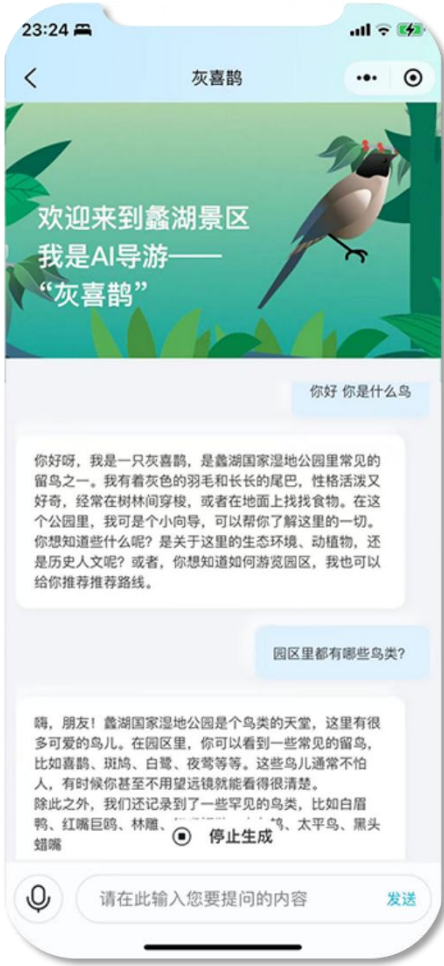 23:24
灰喜鹊
欢迎来到蠡湖景区
我是AI导游——
“灰喜鹊”
你好 你是什么鸟
你好呀，我是一只灰喜鹊，是蠡湖国家湿地公园里常见的
留鸟之一。我有着灰色的羽毛和长长的尾巴，性格活泼又
好奇，经常在树林间穿梭，或者在地面上找找食物。在这
个公园里，我可是个小向导，可以帮你了解这里的一切。
你想知道些什么呢？是关于这里的生态环境、动植物，还
是历史人文呢？或者，你想知道如何游览园区，我也可以
给你推荐推荐路线。
园区里都有哪些鸟类？
嗨，朋友！蠡湖国家湿地公园是个鸟类的天堂，这里有很
多可爱的鸟儿。在园区里，你可以看到一些常见的留鸟，
比如喜鹊、斑鸠、白鹭、夜莺等等。这些鸟儿通常不怕
人，有时候你甚至不用望远镜就能看得很清楚。
除此之外，我们还记录到了一些罕见的鸟类，比如白眉
鸭、红嘴巨鸥、林雕、 鹊、太平鸟、黑头
蜡嘴
停止生成
请在此输入您要提问的内容
发送